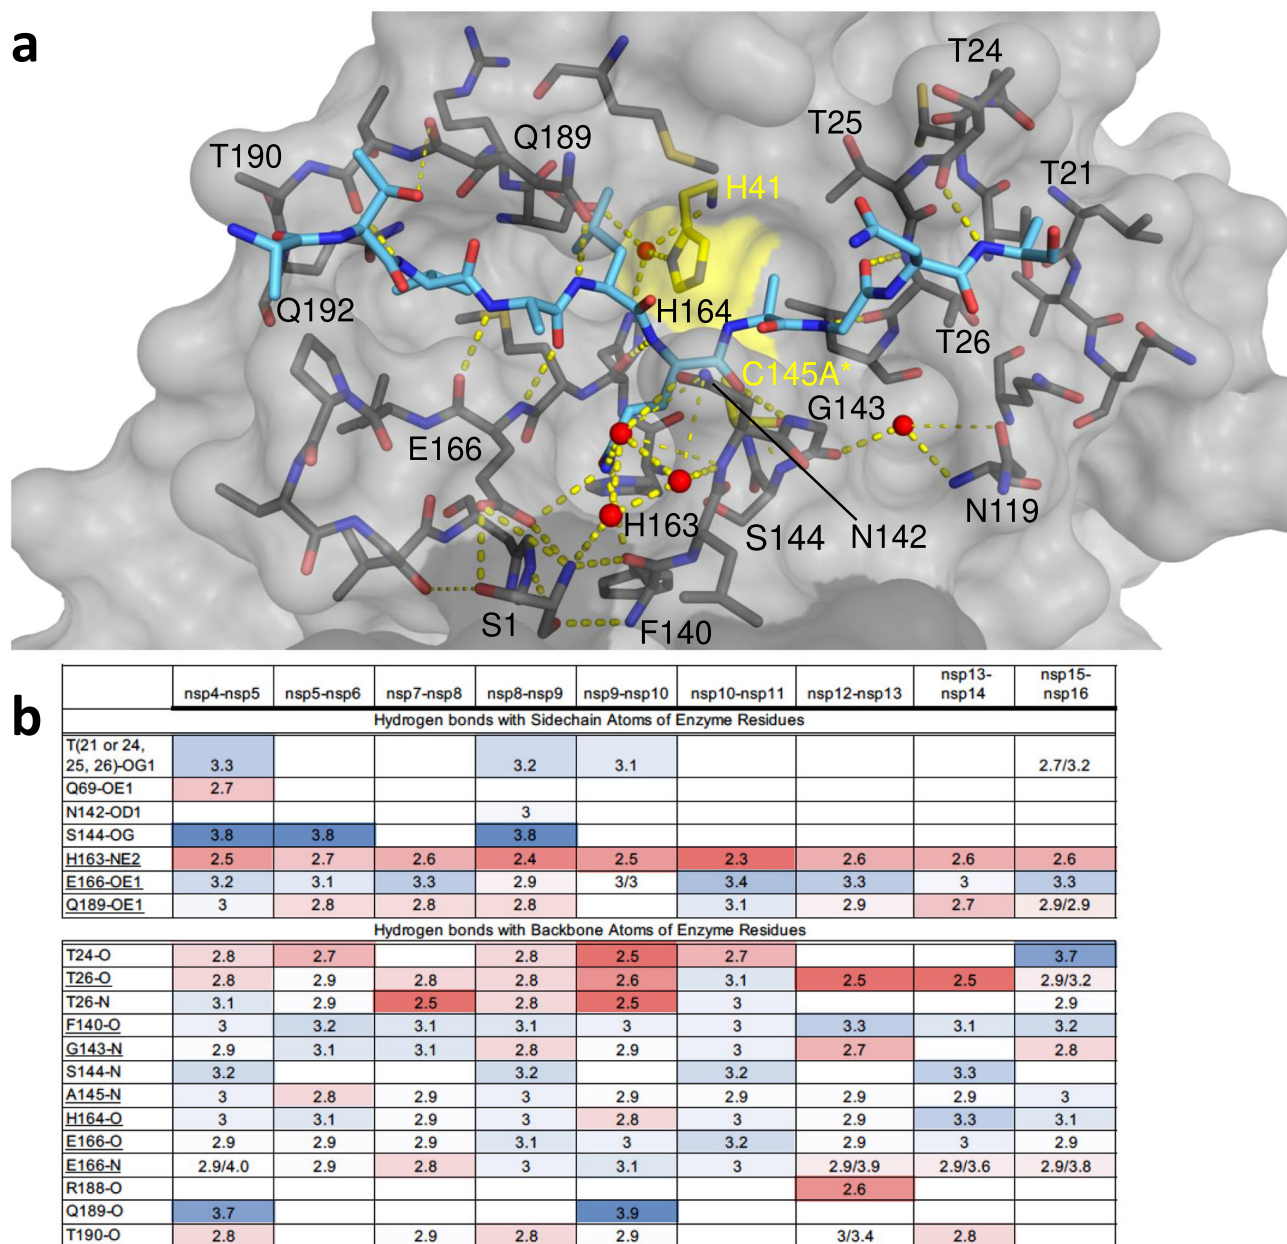 a
T24
T25
Q189
T190
T21
H41
Q192
H164
T26
C145A*
G143
E166
N119
H163
S144
N142
S1
F140
b
nsp4-nsp5 nsp5-nsp6 nsp7-nsp8 nsp8-nsp9 nsp9-nsp10 nsp10-nsp11 nsp12-nsp13 nsp13-nsp14 nsp15-nsp16
Hydrogen bonds with Sidechain Atoms of Enzyme Residues
T(21 or 24,
25, 26)-OG1 3.3 3.2 3.1 2.7/3.2
Q69-OE1 2.7
N142-OD1 3
S144-OG 3.8 3.8 3.8
H163-NE2 2.5 2.7 2.6 2.4 2.5 2.3 2.6 2.6 2.6
E166-OE1 3.2 3.1 3.3 2.9 3/3 3.4 3.3 3 3.3
Q189-OE1 3 2.8 2.8 2.8 3.1 2.9 2.7 2.9/2.9
Hydrogen bonds with Backbone Atoms of Enzyme Residues
T24-O 2.8 2.7 2.8 2.5 2.7 3.7
T26-O 2.8 2.9 2.8 2.8 2.6 3.1 2.5 2.5 2.9/3.2
T26-N 3.1 2.9 2.5 2.8 2.5 3 2.9
F140-O 3 3.2 3.1 3.1 3 3 3.3 3.1 3.2
G143-N 2.9 3.1 3.1 2.8 2.9 3 2.7 2.8
S144-N 3.2 3.2 3.2 3.3
A145-N 3 2.8 2.9 3 2.9 2.9 2.9 2.9 3
H164-O 3 3.1 2.9 3 2.8 3 2.9 3.3 3.1
E166-O 2.9 2.9 2.9 3.1 3 3.2 2.9 3 2.9
E166-N 2.9/4.0 2.9 2.8 3 3.1 3 2.9/3.9 2.9/3.6 2.9/3.8
R188-O 2.6
Q189-O 3.7 3.9
T190-O 2.8 2.9 2.8 2.9 3/3.4 2.8